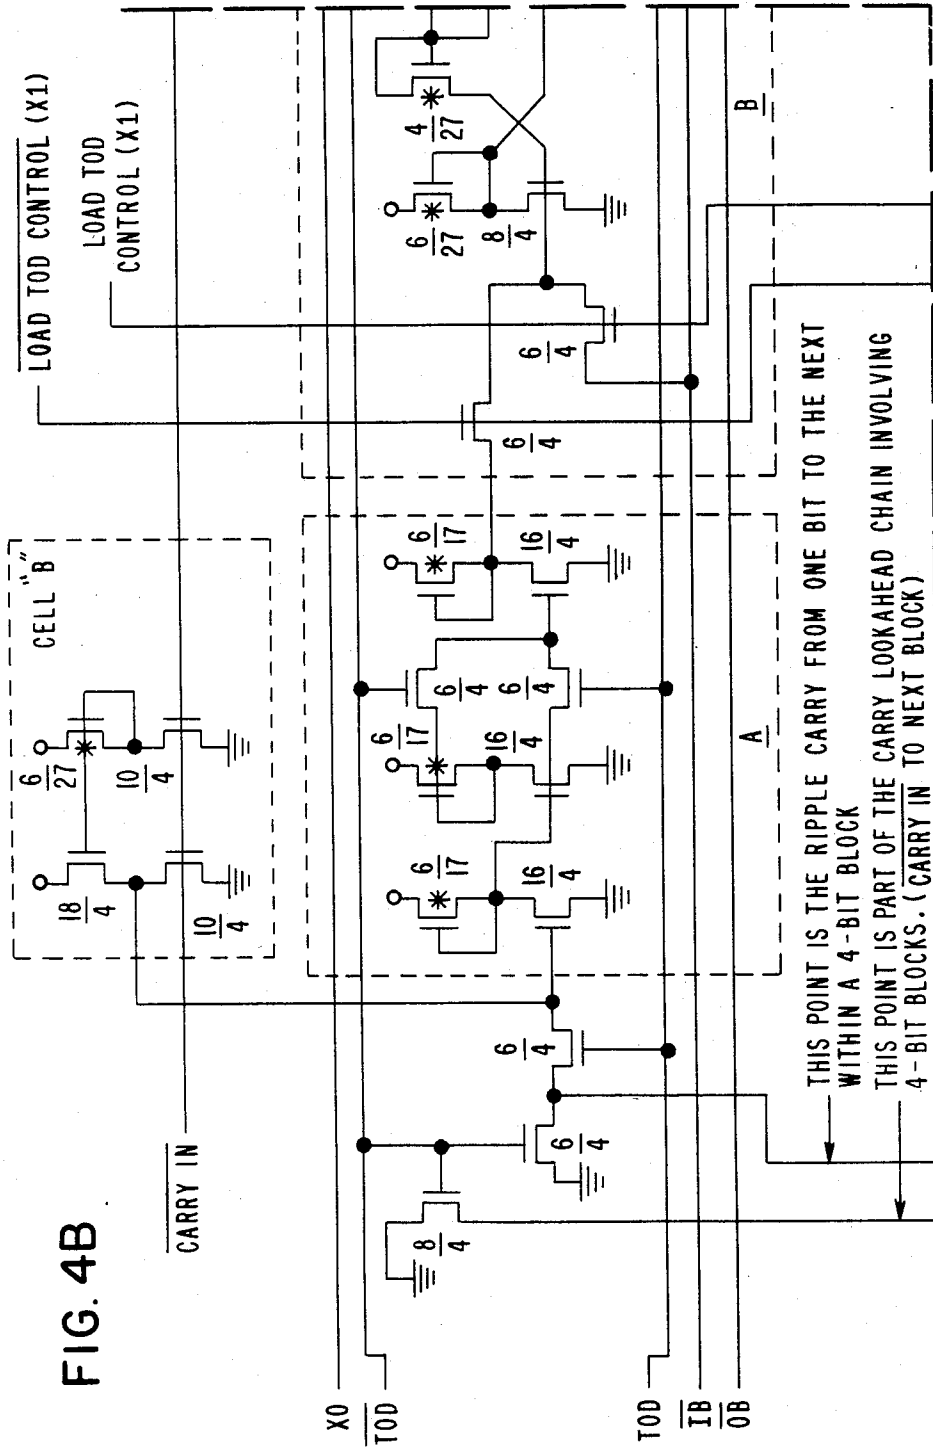 FIG. 4B
LOAD TOD CONTROL (X1)
LOAD TOD
CONTROL (X1)
CELL "B"
18/4
10/4
6/27
10/4
CARRY IN
X0
TOD
TOD
IB
OB
8/4
6/4
6/4
6/17
16/4
6/17
16/4
6/4
6/4
6/17
16/4
A
6/4
6/4
6/27
8/4
4/27
B
THIS POINT IS THE RIPPLE CARRY FROM ONE BIT TO THE NEXT
WITHIN A 4-BIT BLOCK
THIS POINT IS PART OF THE CARRY LOOKAHEAD CHAIN INVOLVING
4-BIT BLOCKS. (CARRY IN TO NEXT BLOCK)